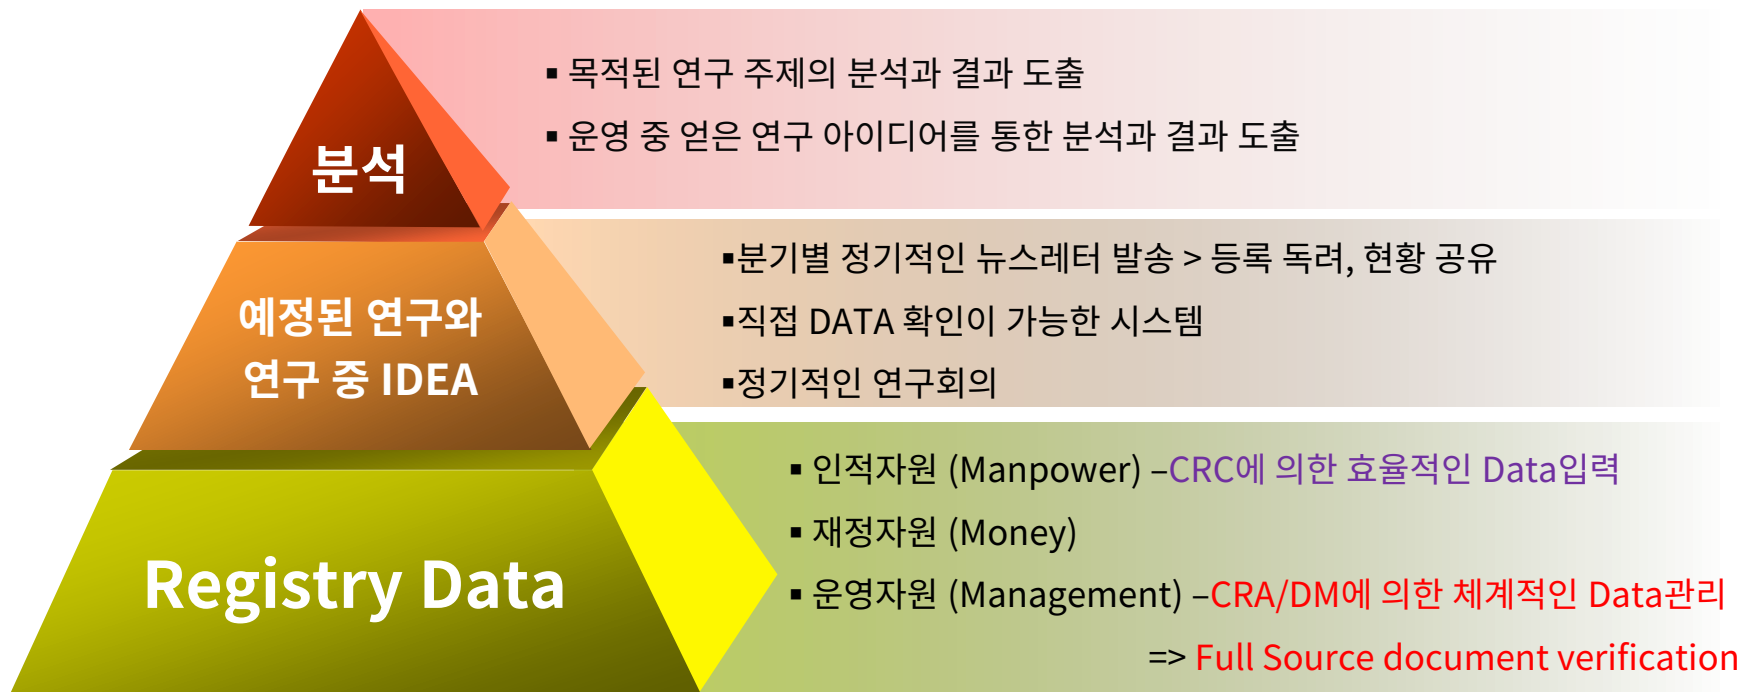 분석
▪ 목적된 연구 주제의 분석과 결과 도출
▪ 운영 중 얻은 연구 아이디어를 통한 분석과 결과 도출
예정된 연구와
연구 중 IDEA
▪분기별 정기적인 뉴스레터 발송 > 등록 독려, 현황 공유
▪직접 DATA 확인이 가능한 시스템
▪정기적인 연구회의
Registry Data
▪ 인적자원 (Manpower) –CRC에 의한 효율적인 Data입력
▪ 재정자원 (Money)
▪ 운영자원 (Management) –CRA/DM에 의한 체계적인 Data관리
=> Full Source document verification